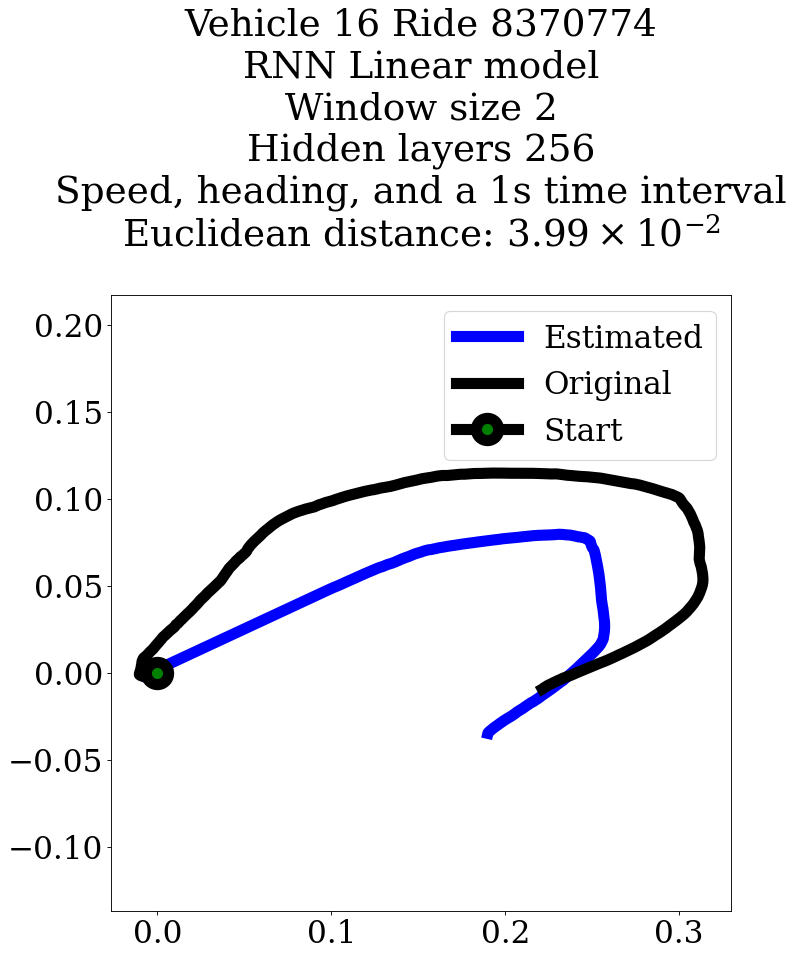 Vehicle 16 Ride 8370774
RNN Linear model
Window size 2
Hidden layers 256
Speed, heading, and a 1s time interval
Euclidean distance: 3.99 × 10⁻²
Estimated
Original
Start
0.20
0.15
0.10
0.05
0.00
−0.05
−0.10
0.0 0.1 0.2 0.3